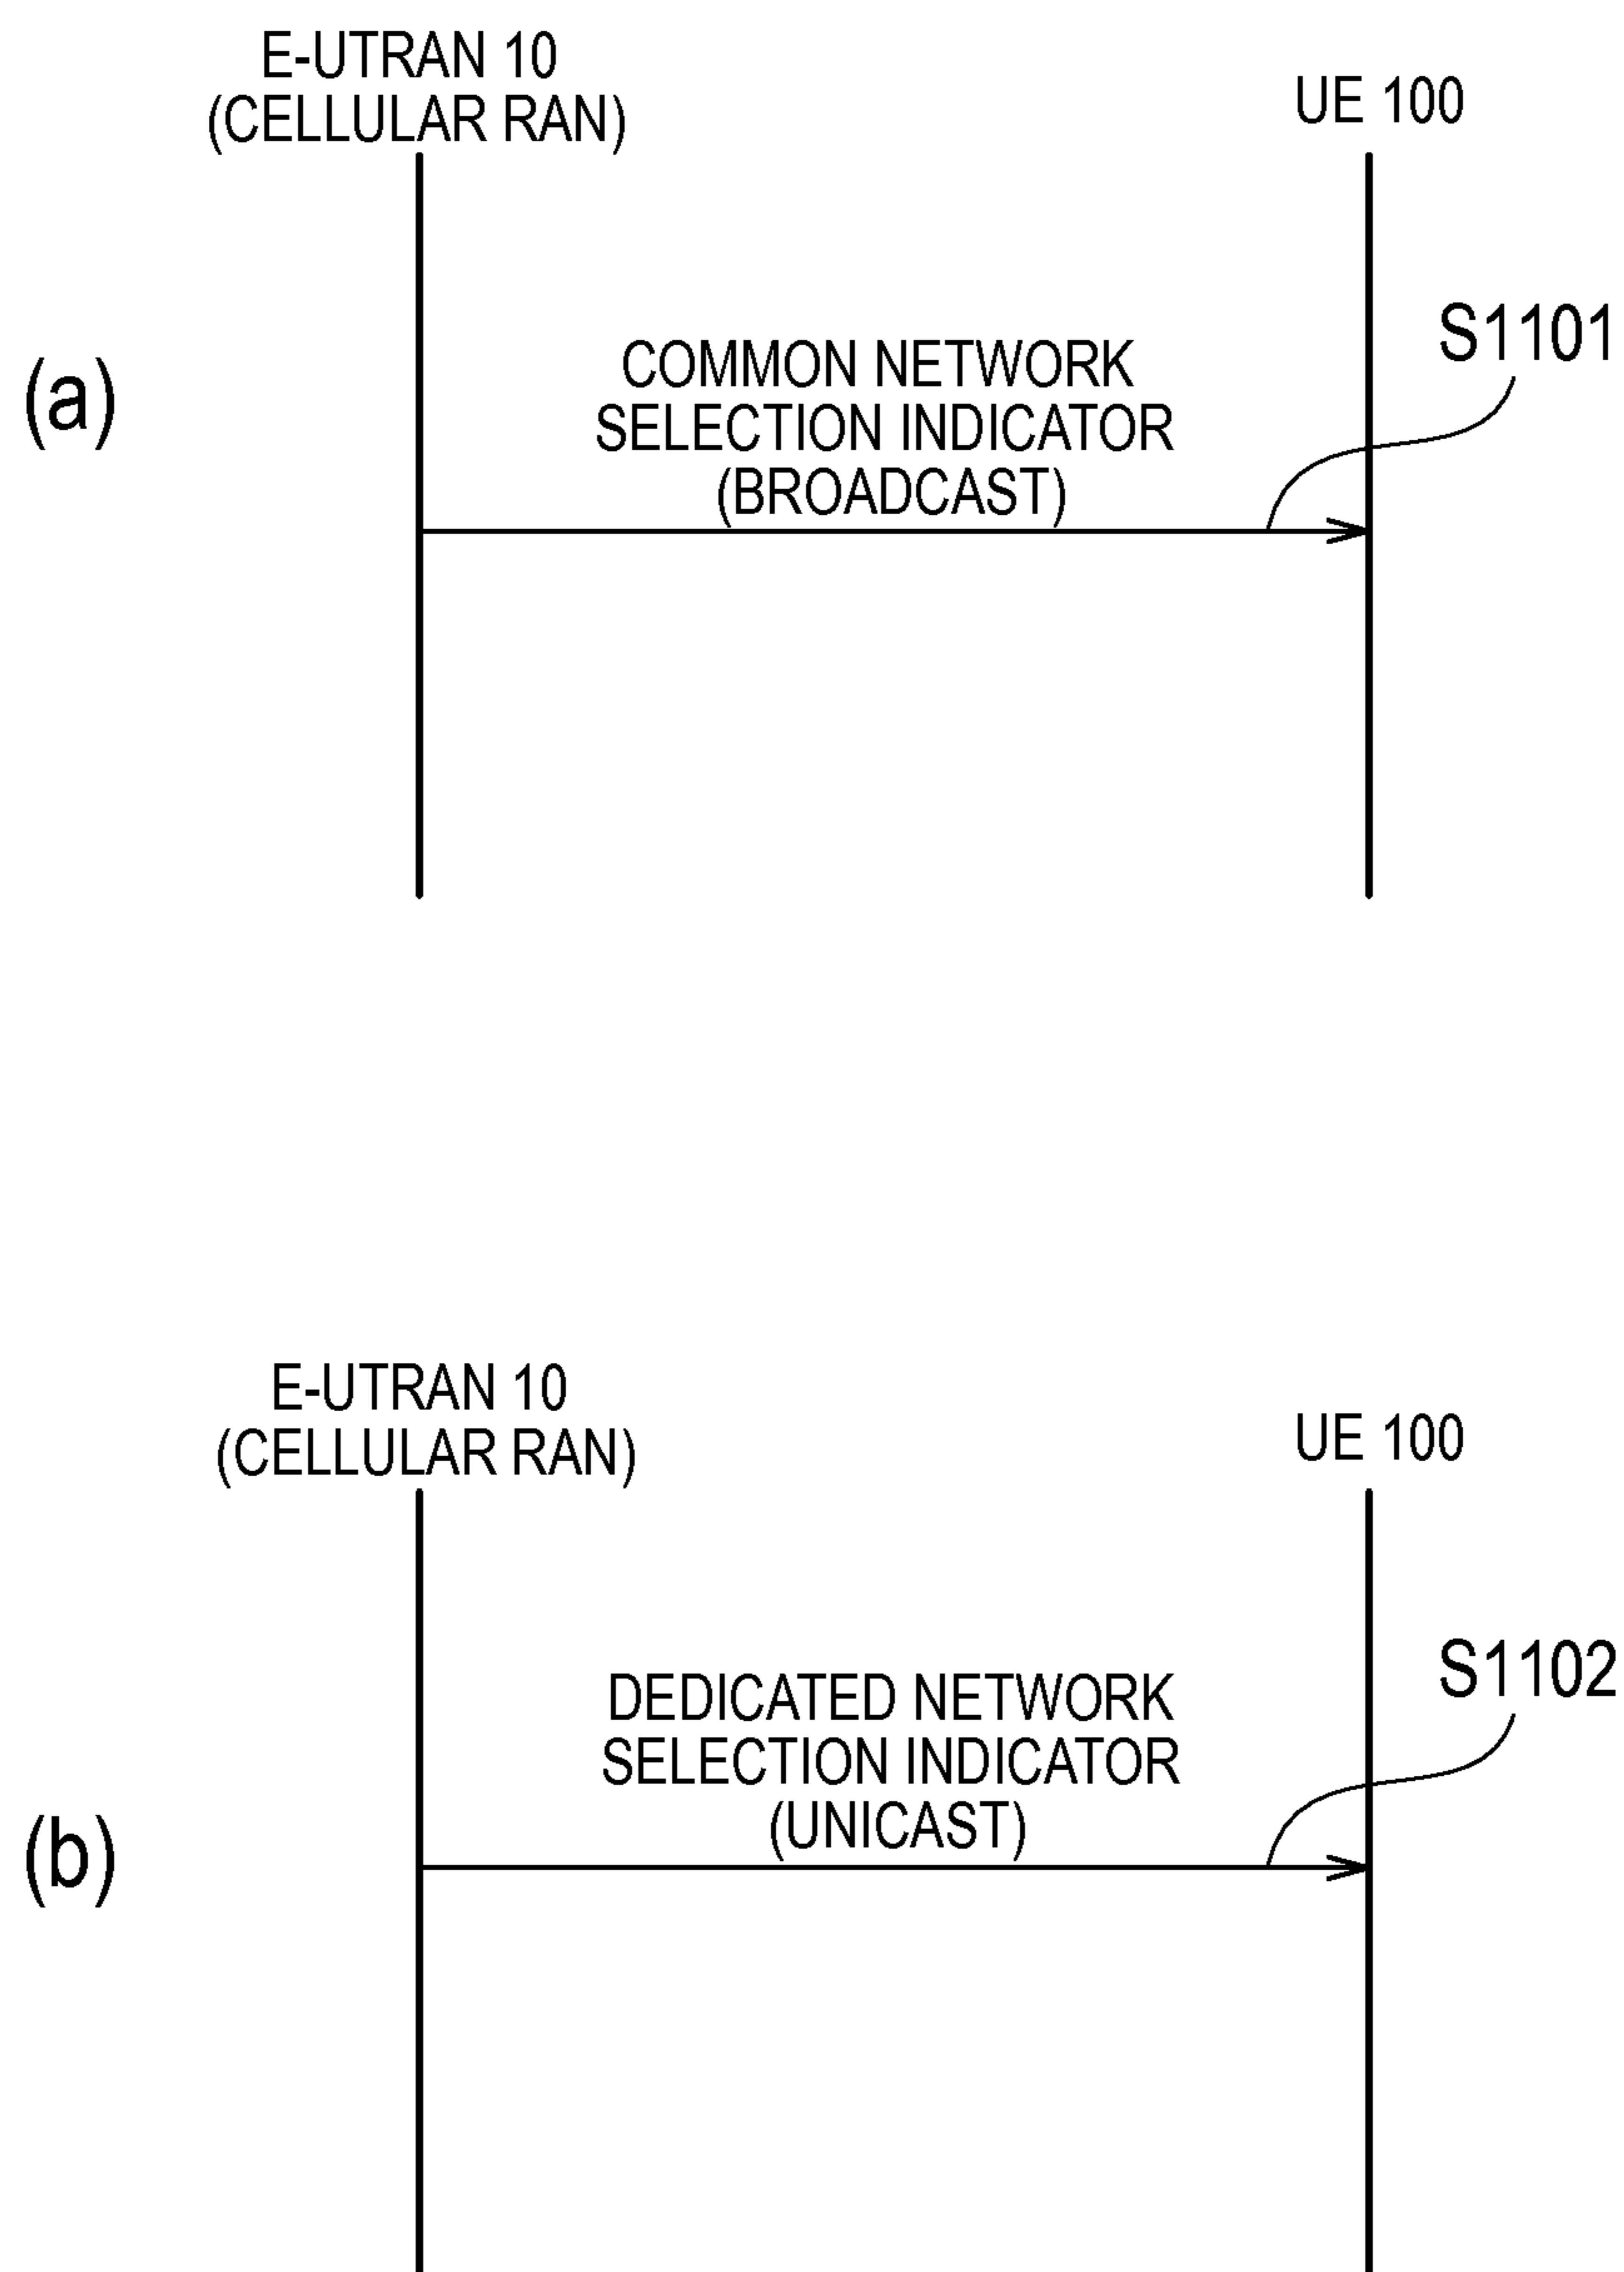 E-UTRAN 10
(CELLULAR RAN)
UE 100
S1101
COMMON NETWORK
SELECTION INDICATOR
(BROADCAST)
(a)
E-UTRAN 10
(CELLULAR RAN)
UE 100
S1102
DEDICATED NETWORK
SELECTION INDICATOR
(UNICAST)
(b)